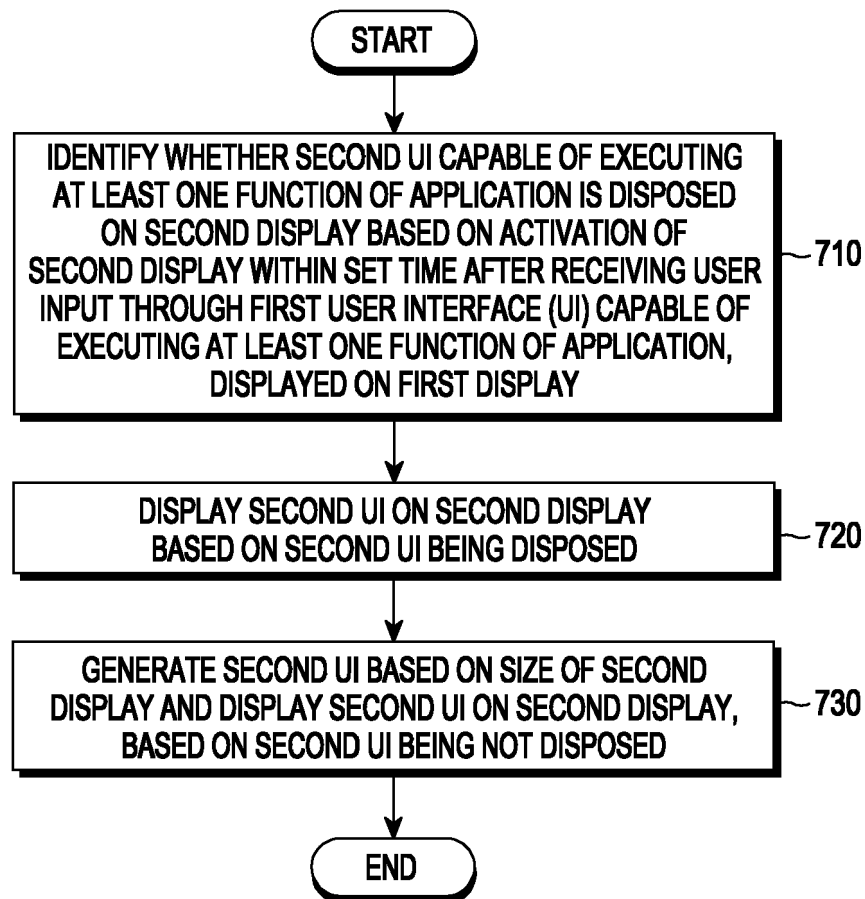 START
IDENTIFY WHETHER SECOND UI CAPABLE OF EXECUTING
AT LEAST ONE FUNCTION OF APPLICATION IS DISPOSED
ON SECOND DISPLAY BASED ON ACTIVATION OF
SECOND DISPLAY WITHIN SET TIME AFTER RECEIVING USER
INPUT THROUGH FIRST USER INTERFACE (UI) CAPABLE OF
EXECUTING AT LEAST ONE FUNCTION OF APPLICATION,
DISPLAYED ON FIRST DISPLAY
710
DISPLAY SECOND UI ON SECOND DISPLAY
BASED ON SECOND UI BEING DISPOSED
720
GENERATE SECOND UI BASED ON SIZE OF SECOND
DISPLAY AND DISPLAY SECOND UI ON SECOND DISPLAY,
BASED ON SECOND UI BEING NOT DISPOSED
730
END